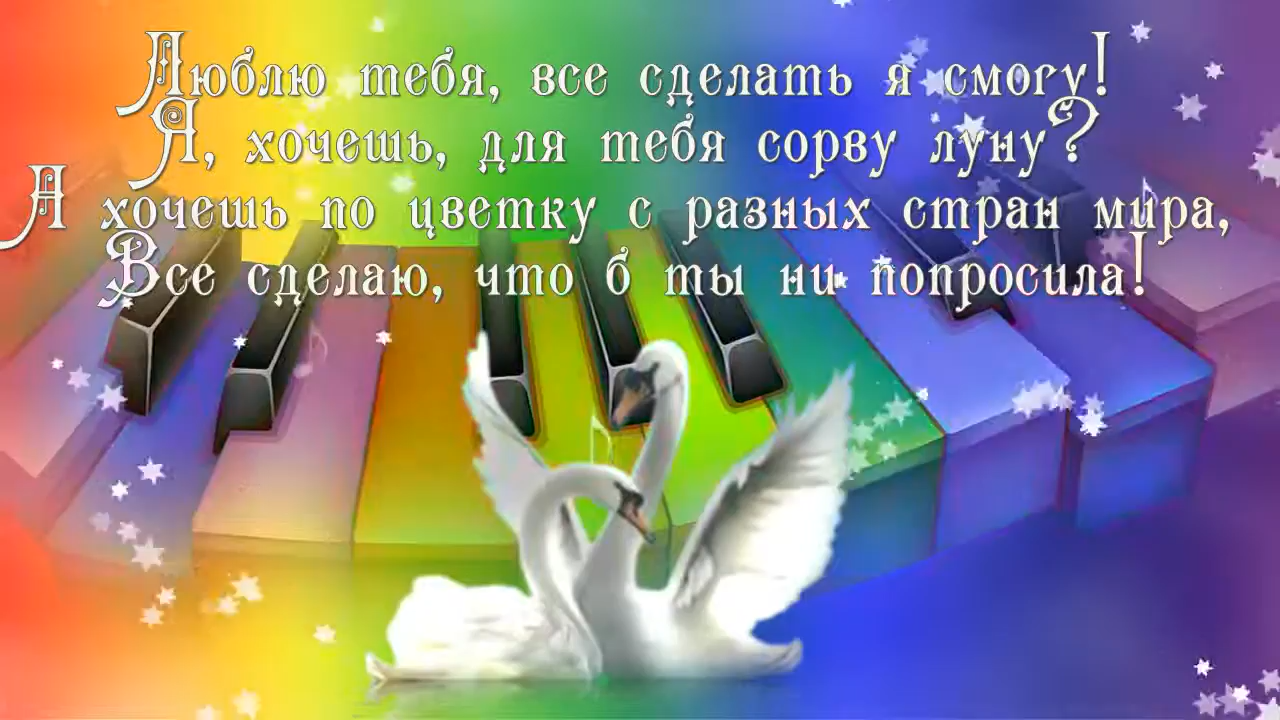 Люблю тебя, все сделать я смогу!
Я, хочешь, для тебя сорву луну?
А хочешь по цветку с разных стран мира,
Все сделаю, что б ты ни попросила!